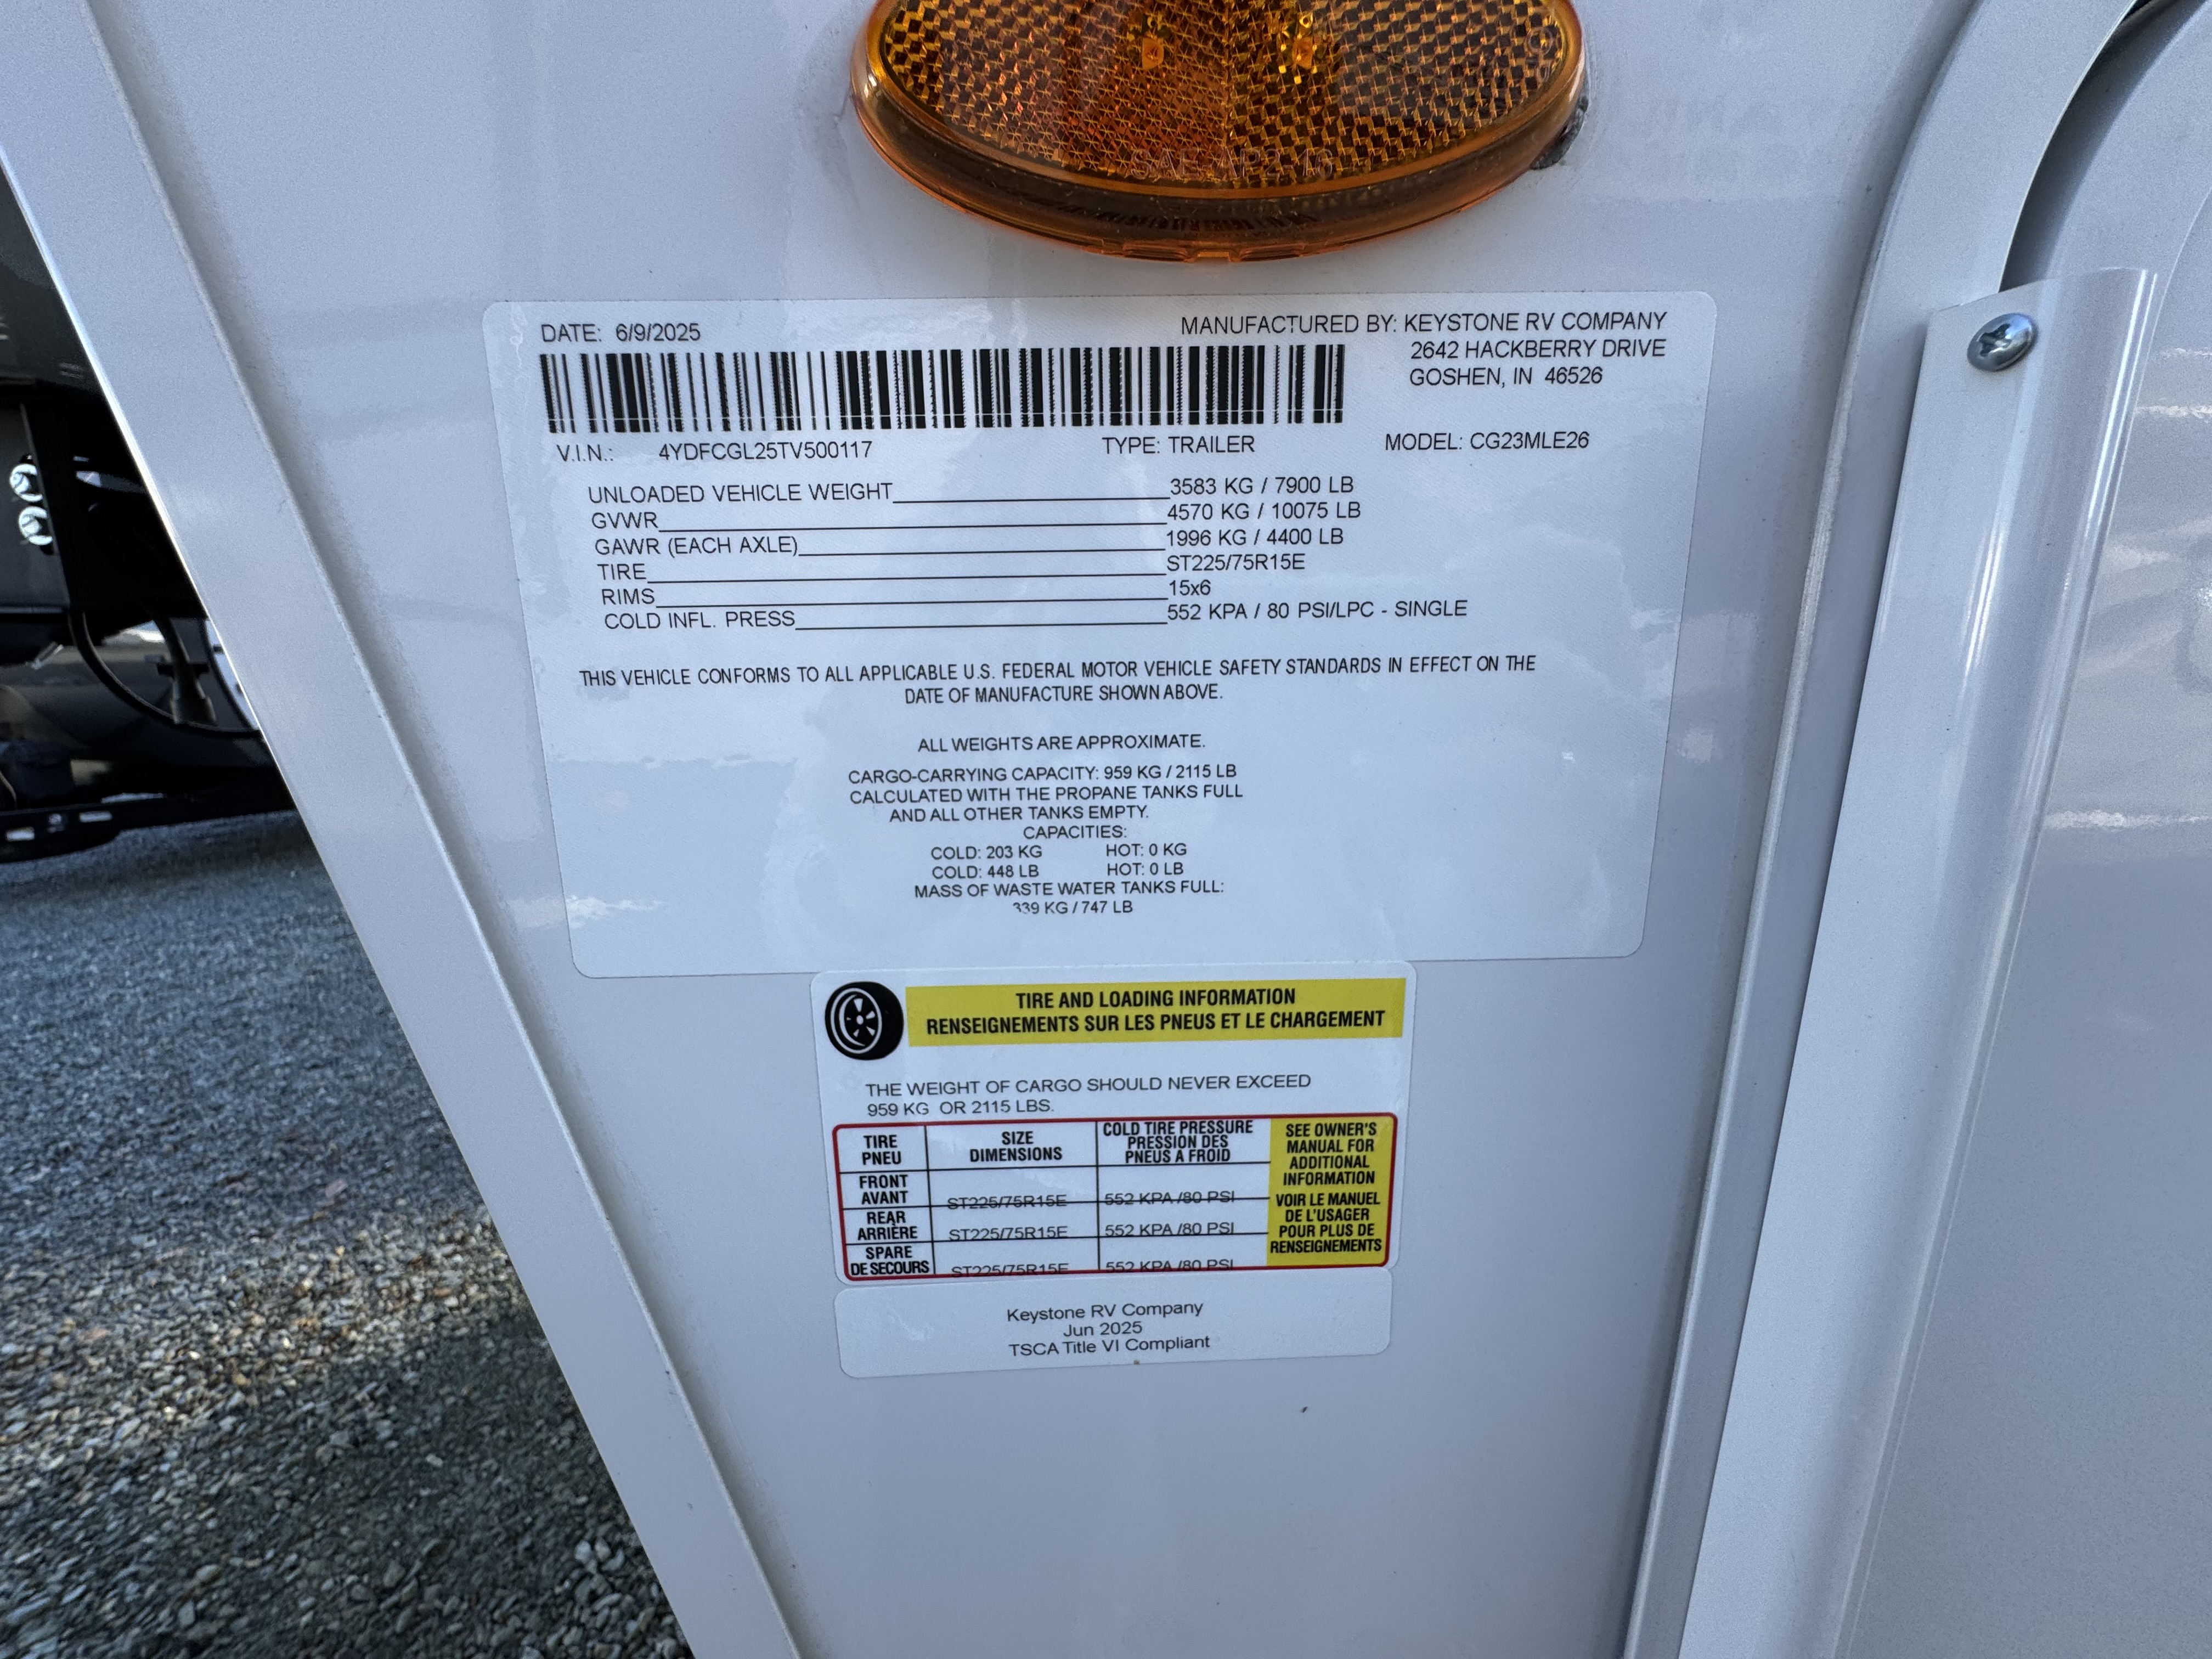 SAE AP2 16
DATE: 6/9/2025
MANUFACTURED BY: KEYSTONE RV COMPANY
2642 HACKBERRY DRIVE
GOSHEN, IN 46526
V.I.N.: 4YDFCGL25TV500117 TYPE: TRAILER MODEL: CG23MLE26
UNLOADED VEHICLE WEIGHT 3583 KG / 7900 LB
GVWR 4570 KG / 10075 LB
GAWR (EACH AXLE) 1996 KG / 4400 LB
TIRE ST225/75R15E
RIMS 15x6
COLD INFL. PRESS 552 KPA / 80 PSI/LPC - SINGLE
THIS VEHICLE CONFORMS TO ALL APPLICABLE U.S. FEDERAL MOTOR VEHICLE SAFETY STANDARDS IN EFFECT ON THE
DATE OF MANUFACTURE SHOWN ABOVE.
ALL WEIGHTS ARE APPROXIMATE.
CARGO-CARRYING CAPACITY: 959 KG / 2115 LB
CALCULATED WITH THE PROPANE TANKS FULL
AND ALL OTHER TANKS EMPTY.
CAPACITIES:
COLD: 203 KG HOT: 0 KG
COLD: 448 LB HOT: 0 LB
MASS OF WASTE WATER TANKS FULL:
339 KG / 747 LB
TIRE AND LOADING INFORMATION
RENSEIGNEMENTS SUR LES PNEUS ET LE CHARGEMENT
THE WEIGHT OF CARGO SHOULD NEVER EXCEED
959 KG OR 2115 LBS.
TIRE
PNEU
SIZE
DIMENSIONS
COLD TIRE PRESSURE
PRESSION DES
PNEUS A FROID
FRONT
AVANT
ST225/75R15E
552 KPA /80 PSI
REAR
ARRIÈRE
ST225/75R15E
552 KPA /80 PSI
SPARE
DE SECOURS
ST225/75R15E
552 KPA /80 PSI
SEE OWNER'S
MANUAL FOR
ADDITIONAL
INFORMATION
VOIR LE MANUEL
DE L'USAGER
POUR PLUS DE
RENSEIGNEMENTS
Keystone RV Company
Jun 2025
TSCA Title VI Compliant